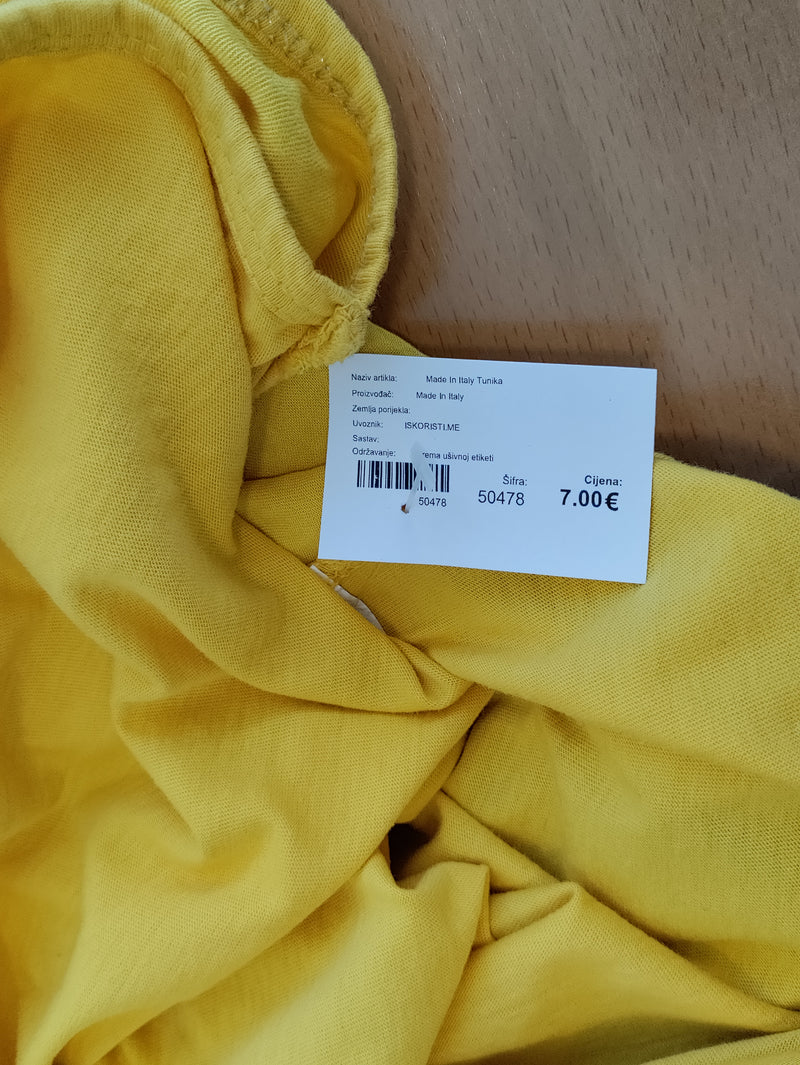 Naziv artikla: Made In Italy Tunika
Proizvođač: Made In Italy
Zemlja porijekla:
Uvoznik: ISKORISTI.ME
Sastav:
Održavanje: rema ušivnoj etiketi
Šifra: Cijena:
50478 50478 7.00€